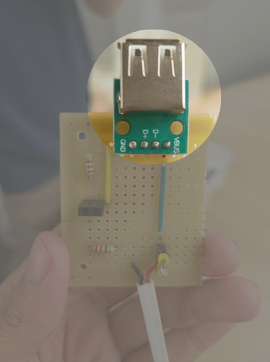 GND D+ D- VBUS